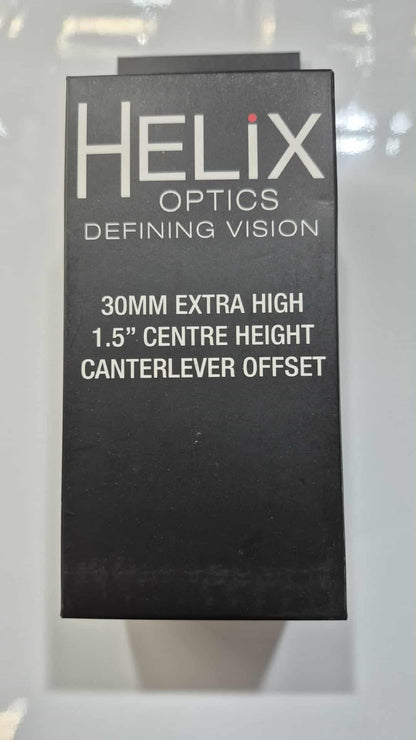 HELiX
OPTICS
DEFINING VISION
30MM EXTRA HIGH
1.5” CENTRE HEIGHT
CANTERLEVER OFFSET